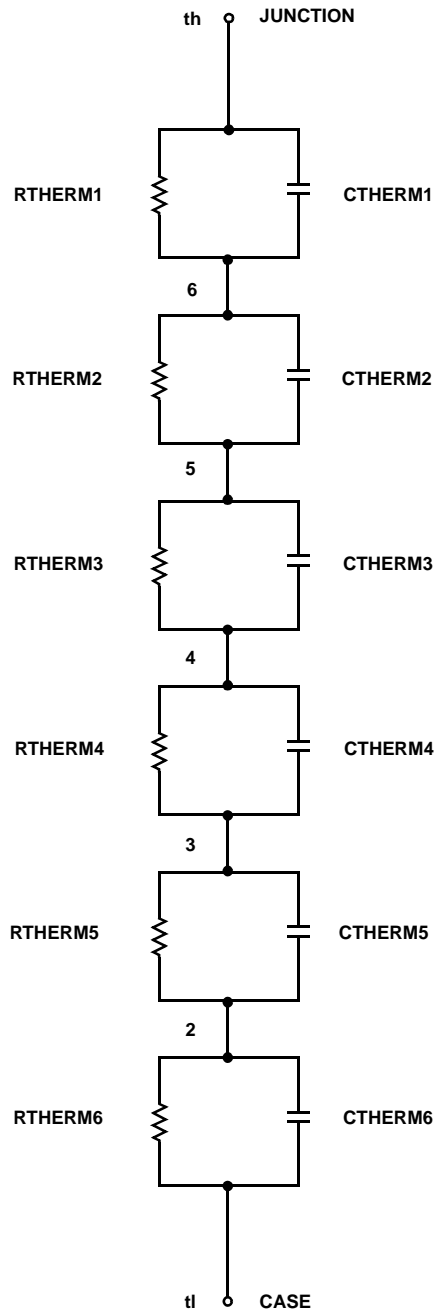 th JUNCTION
RTHERM1 CTHERM1
6
RTHERM2 CTHERM2
5
RTHERM3 CTHERM3
4
RTHERM4 CTHERM4
3
RTHERM5 CTHERM5
2
RTHERM6 CTHERM6
tl CASE